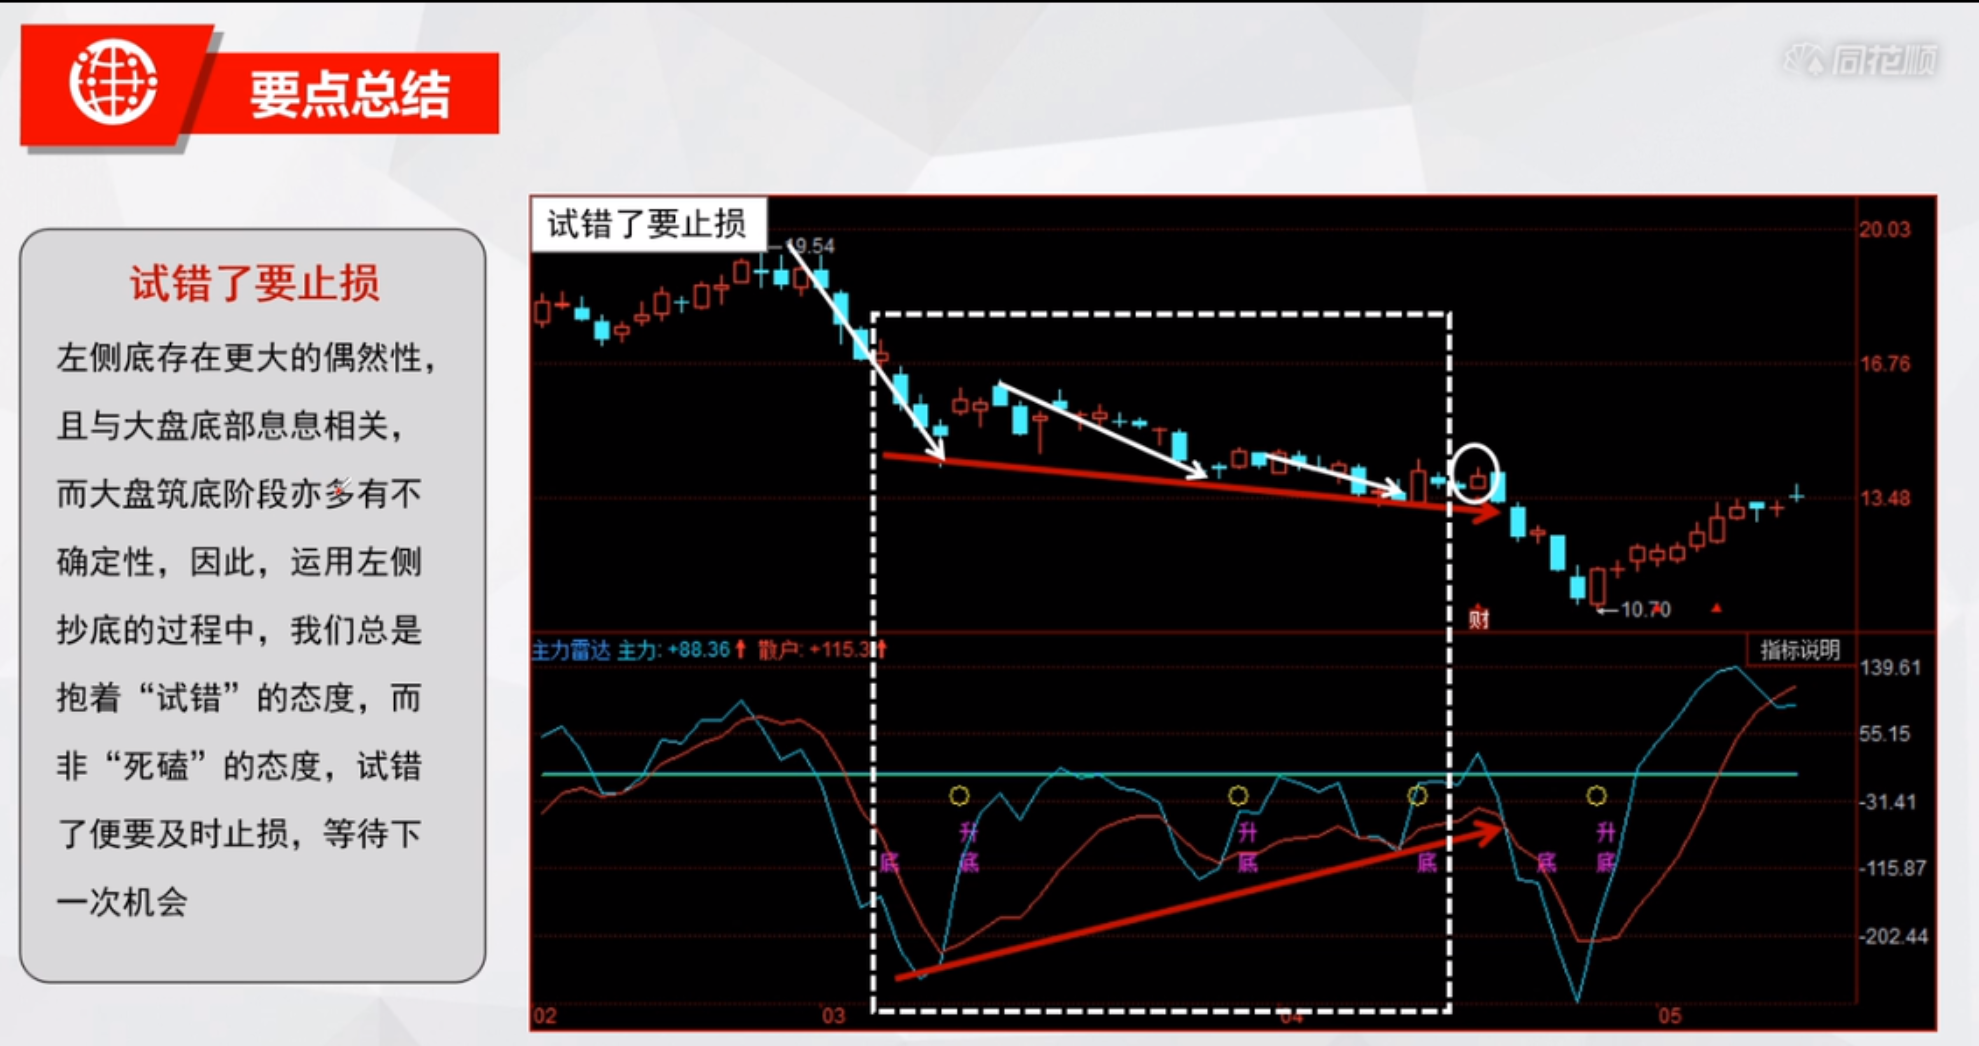 要点总结
同花顺
试错了要止损
左侧底存在更大的偶然性，
且与大盘底部息息相关，
而大盘筑底阶段亦多有不
确定性，因此，运用左侧
抄底的过程中，我们总是
抱着“试错”的态度，而
非“死磕”的态度，试错
了便要及时止损，等待下
一次机会
试错了要止损
19.54
20.03
16.76
13.48
10.70
财
主力雷达 主力: +88.36 散户: +115.3
指标说明
139.61
55.15
-31.41
升 升 升
底 底 底 底 底 底
-115.87
-202.44
02 03 04 05